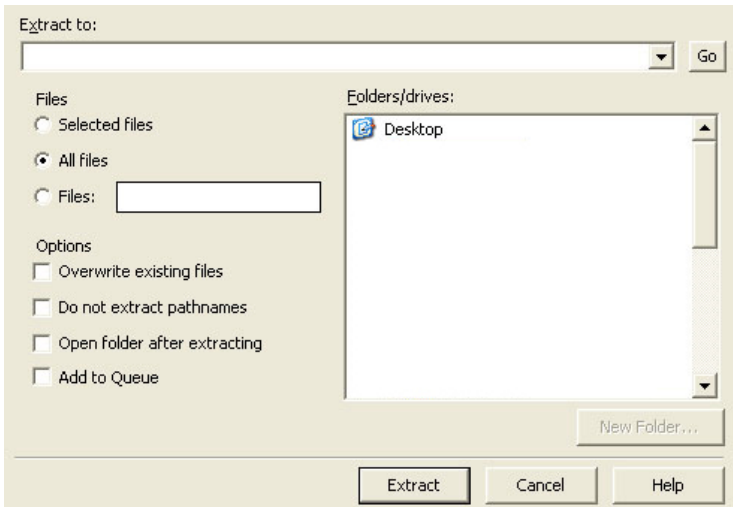 Extract to:
Go
Files
Selected files
All files
Files:
Options
Overwrite existing files
Do not extract pathnames
Open folder after extracting
Add to Queue
Folders/drives:
Desktop
New Folder...
Extract
Cancel
Help